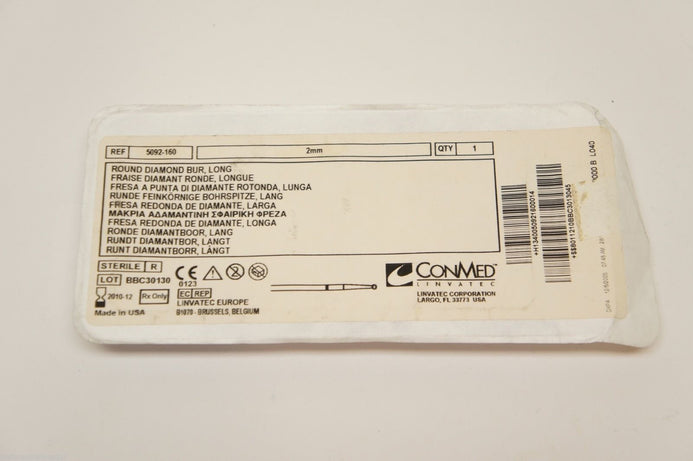 REF 5092-160 2mm QTY 1
ROUND DIAMOND BUR, LONG
FRAISE DIAMANT RONDE, LONGUE
FRESA A PUNTA DI DIAMANTE ROTONDA, LUNGA
RUNDE FEINKÖRNIGE BOHRSPITZE, LANG
FRESA REDONDA DE DIAMANTE, LARGA
ΜΑΚΡΙΑ ΑΔΑΜΑΝΤΙΝΗ ΣΦΑΙΡΙΚΗ ΦΡΕΖΑ
FRESA REDONDA DE DIAMANTE, LONGA
RONDE DIAMANTBOOR, LANG
RUNDT DIAMANTBOR, LANGT
RUNT DIAMANTBORR, LÅNGT
STERILE R
LOT BBC30130
2010-12 Rx Only
Made in USA
CE
0123
EC REP
LINVATEC EUROPE
B1070 - BRUSSELS, BELGIUM
CONMED
LINVATEC
LINVATEC CORPORATION
LARGO, FL 33773 USA